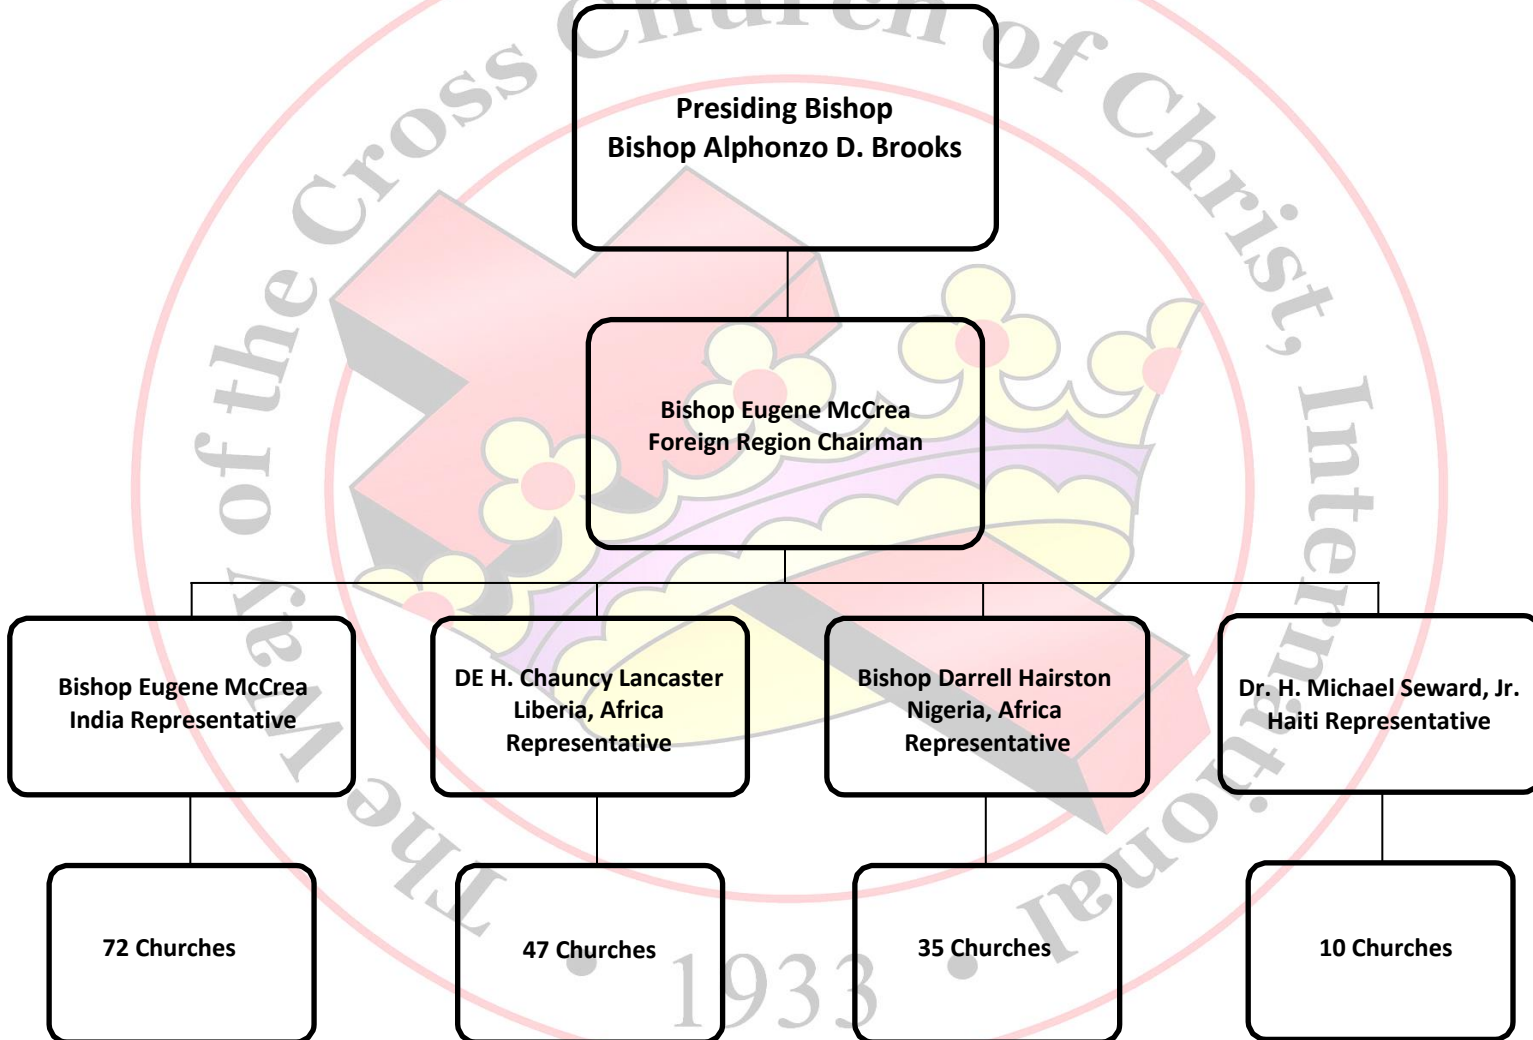 The Way of the Cross Church of Christ, International
Presiding Bishop
Bishop Alphonzo D. Brooks
Bishop Eugene McCrea
Foreign Region Chairman
Bishop Eugene McCrea
India Representative
DE H. Chauncy Lancaster
Liberia, Africa
Representative
Bishop Darrell Hairston
Nigeria, Africa
Representative
Dr. H. Michael Seward, Jr.
Haiti Representative
72 Churches
47 Churches
35 Churches
10 Churches
• 1933 •